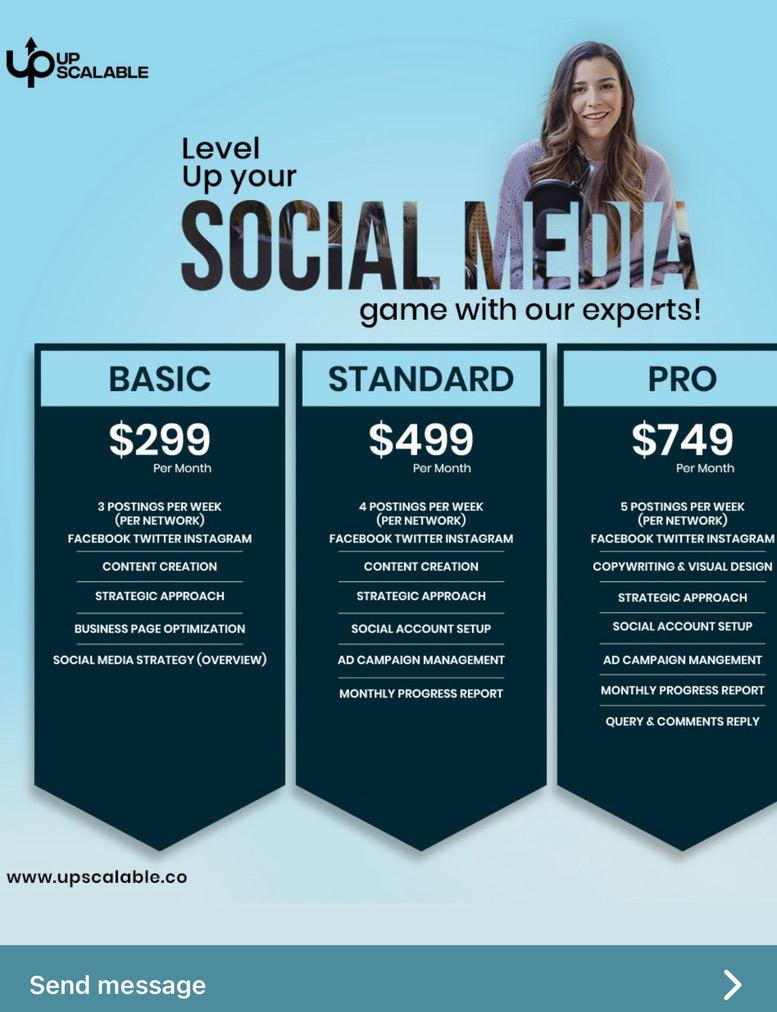 UP
SCALABLE
Level
Up your
SOCIAL MEDIA
game with our experts!
BASIC
$299
Per Month
3 POSTINGS PER WEEK
(PER NETWORK)
FACEBOOK TWITTER INSTAGRAM
CONTENT CREATION
STRATEGIC APPROACH
BUSINESS PAGE OPTIMIZATION
SOCIAL MEDIA STRATEGY (OVERVIEW)
STANDARD
$499
Per Month
4 POSTINGS PER WEEK
(PER NETWORK)
FACEBOOK TWITTER INSTAGRAM
CONTENT CREATION
STRATEGIC APPROACH
SOCIAL ACCOUNT SETUP
AD CAMPAIGN MANAGEMENT
MONTHLY PROGRESS REPORT
PRO
$749
Per Month
5 POSTINGS PER WEEK
(PER NETWORK)
FACEBOOK TWITTER INSTAGRAM
COPYWRITING & VISUAL DESIGN
STRATEGIC APPROACH
SOCIAL ACCOUNT SETUP
AD CAMPAIGN MANGEMENT
MONTHLY PROGRESS REPORT
QUERY & COMMENTS REPLY
www.upscalable.co
Send message